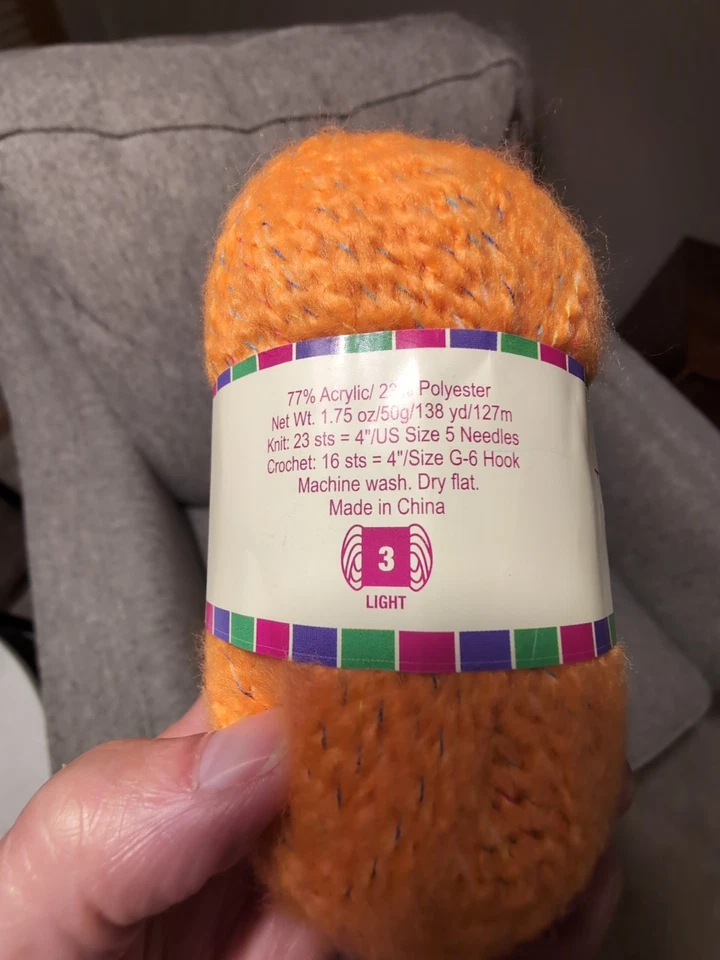 77% Acrylic/ Polyester
Net Wt. 1.75 oz/50g/138 yd/127m
Knit: 23 sts = 4"/US Size 5 Needles
Crochet: 16 sts = 4"/Size G-6 Hook
Machine wash. Dry flat.
Made in China
3
LIGHT